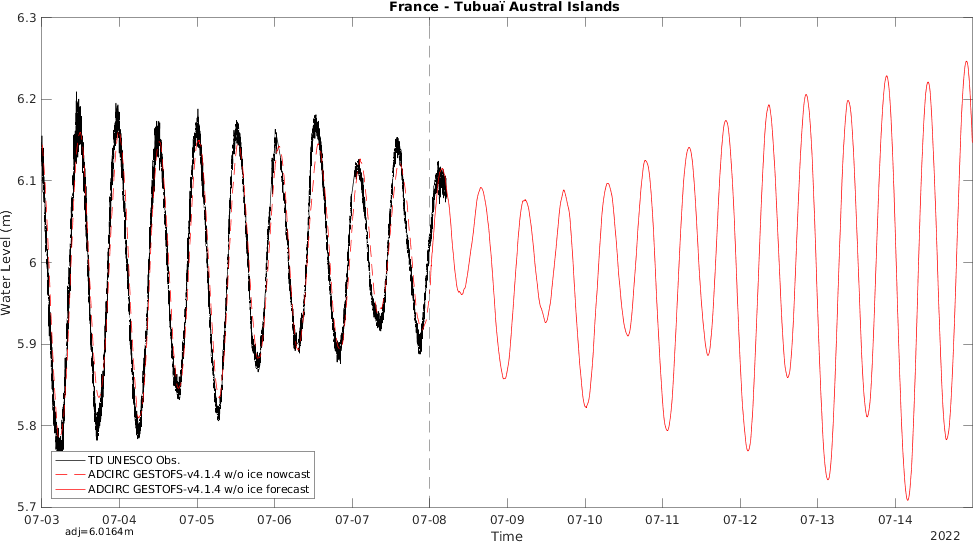 France - Tubuaï Austral Islands
6.3
6.2
6.1
6
5.9
5.8
5.7
Water Level (m)
TD UNESCO Obs.
ADCIRC GESTOFS-v4.1.4 w/o ice nowcast
ADCIRC GESTOFS-v4.1.4 w/o ice forecast
07-03 07-04 07-05 07-06 07-07 07-08 07-09 07-10 07-11 07-12 07-13 07-14
adj=6.0164m
Time
2022